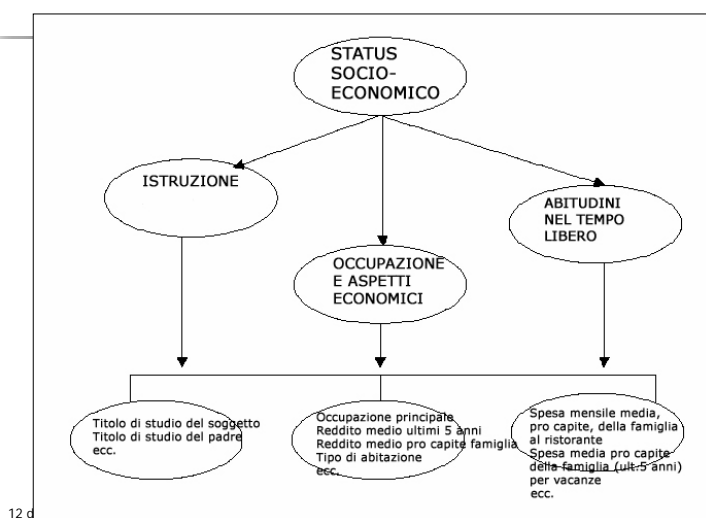 STATUS
SOCIO-
ECONOMICO
ISTRUZIONE
ABITUDINI
NEL TEMPO
LIBERO
OCCUPAZIONE
E ASPETTI
ECONOMICI
Titolo di studio del soggetto
Titolo di studio del padre
ecc.
Occupazione principale
Reddito medio ultimi 5 anni
Reddito medio pro capite famiglia
Tipo di abitazione
ecc.
Spesa mensile media,
pro capite, della famiglia
al ristorante
Spesa media pro capite
della famiglia (ult.5 anni)
per vacanze
ecc.
12 d